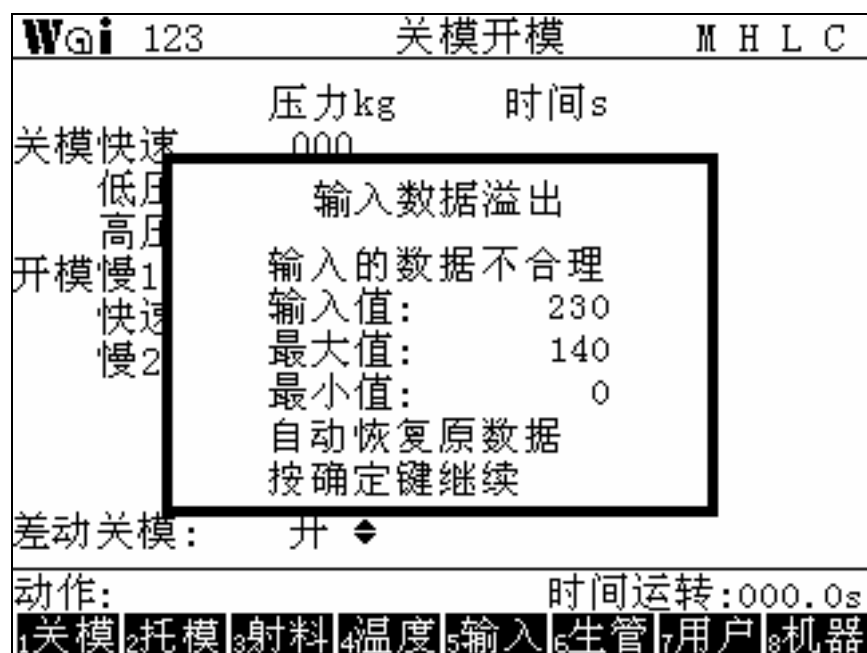 Wai 123 关模开模 M H L C
压力kg 时间s
关模快速 000
低压
高压
开模慢1
快速
慢2
输入数据溢出
输入的数据不合理
输入值: 230
最大值: 140
最小值: 0
自动恢复原数据
按确定键继续
差动关模: 开
动作: 时间运转:000.0s
1关模 2托模 3射料 4温度 5输入 6生管 7用户 8机器